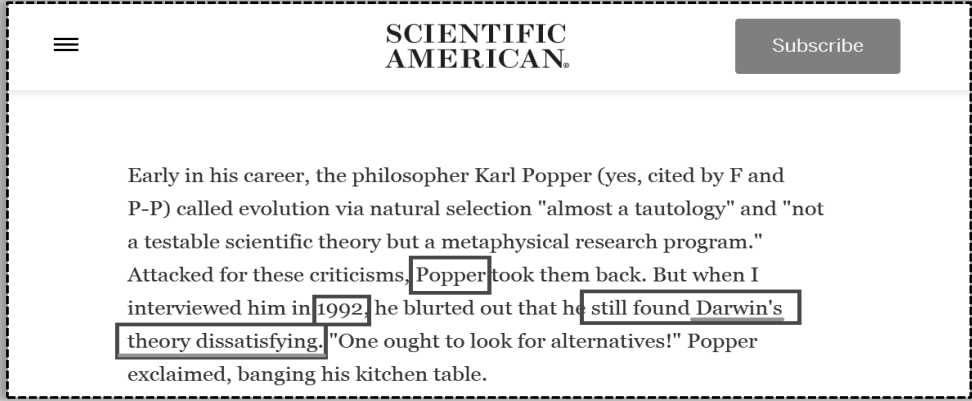 SCIENTIFIC
AMERICAN®
Subscribe
Early in his career, the philosopher Karl Popper (yes, cited by F and
P-P) called evolution via natural selection "almost a tautology" and "not
a testable scientific theory but a metaphysical research program."
Attacked for these criticisms, Popper took them back. But when I
interviewed him in 1992, he blurted out that he still found Darwin's
theory dissatisfying. "One ought to look for alternatives!" Popper
exclaimed, banging his kitchen table.